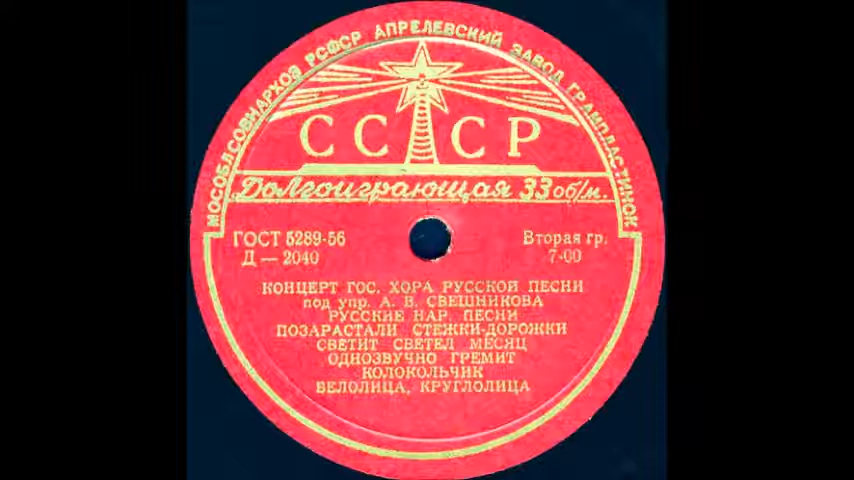 МОСОБЛСОВНАРХОЗ РСФСР АПРЕЛЕВСКИЙ ЗАВОД ГРАМПЛАСТИНОК
СССР
Долгоиграющая 33 об/м.
ГОСТ 5289-56 Вторая гр.
Д — 2040 7-00
КОНЦЕРТ ГОС. ХОРА РУССКОЙ ПЕСНИ
под упр. А. В. СВЕШНИКОВА
РУССКИЕ НАР. ПЕСНИ
ПОЗАРАСТАЛИ СТЕЖКИ-ДОРОЖКИ
СВЕТИТ СВЕТЕЛ МЕСЯЦ
ОДНОЗВУЧНО ГРЕМИТ
КОЛОКОЛЬЧИК
БЕЛОЛИЦА, КРУГЛОЛИЦА